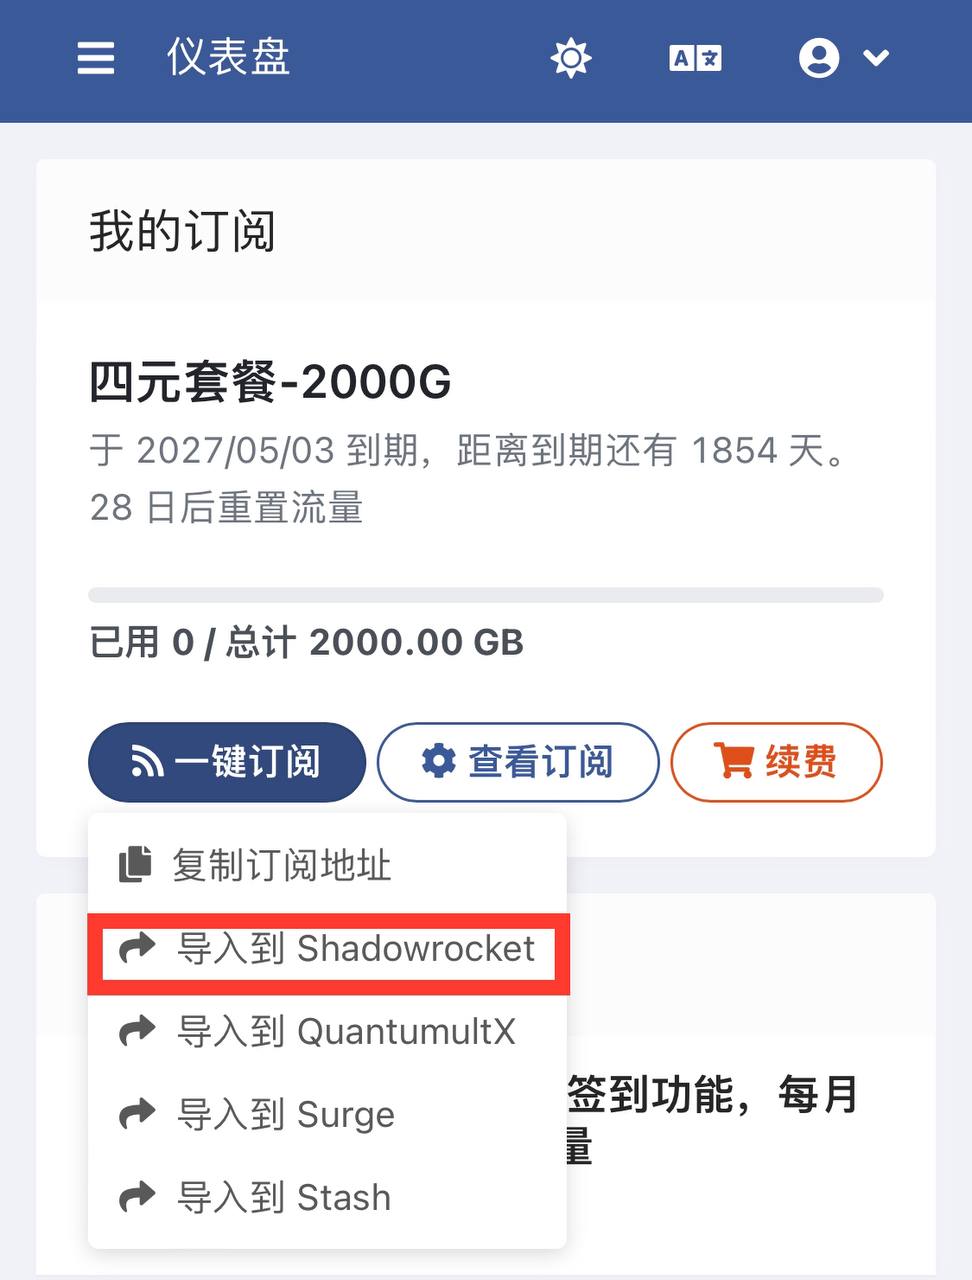 仪表盘
A 文
我的订阅
四元套餐-2000G
于 2027/05/03 到期，距离到期还有 1854 天。
28 日后重置流量
已用 0 / 总计 2000.00 GB
一键订阅 查看订阅 续费
复制订阅地址
导入到 Shadowrocket
导入到 QuantumultX
签到功能，每月
导入到 Surge
量
导入到 Stash